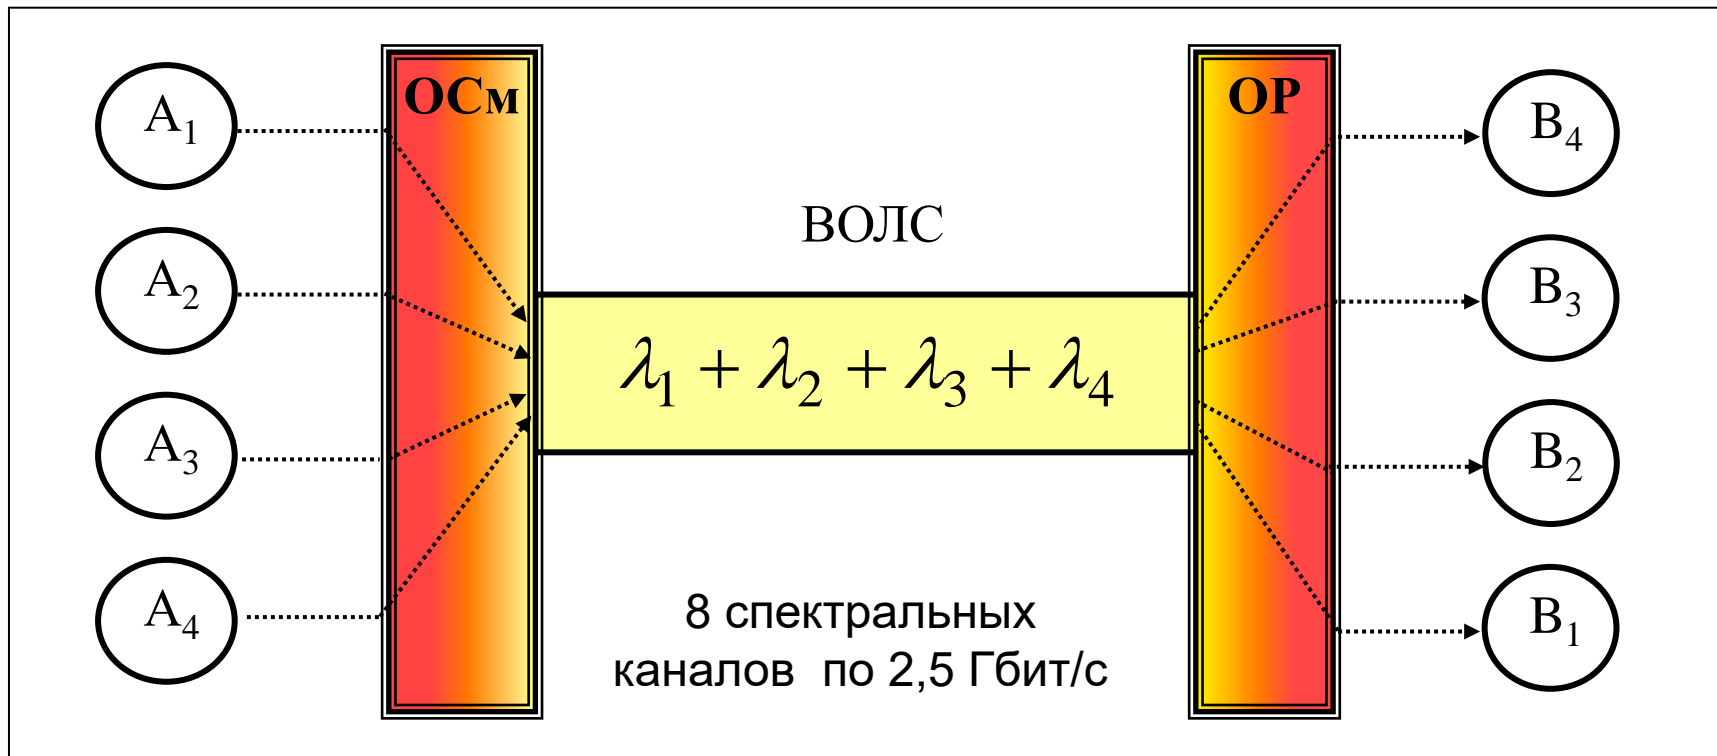 ОСм
ОР
A₁
A₂
A₃
A₄
ВОЛС
λ₁ + λ₂ + λ₃ + λ₄
8 спектральных
каналов по 2,5 Гбит/с
B₄
B₃
B₂
B₁